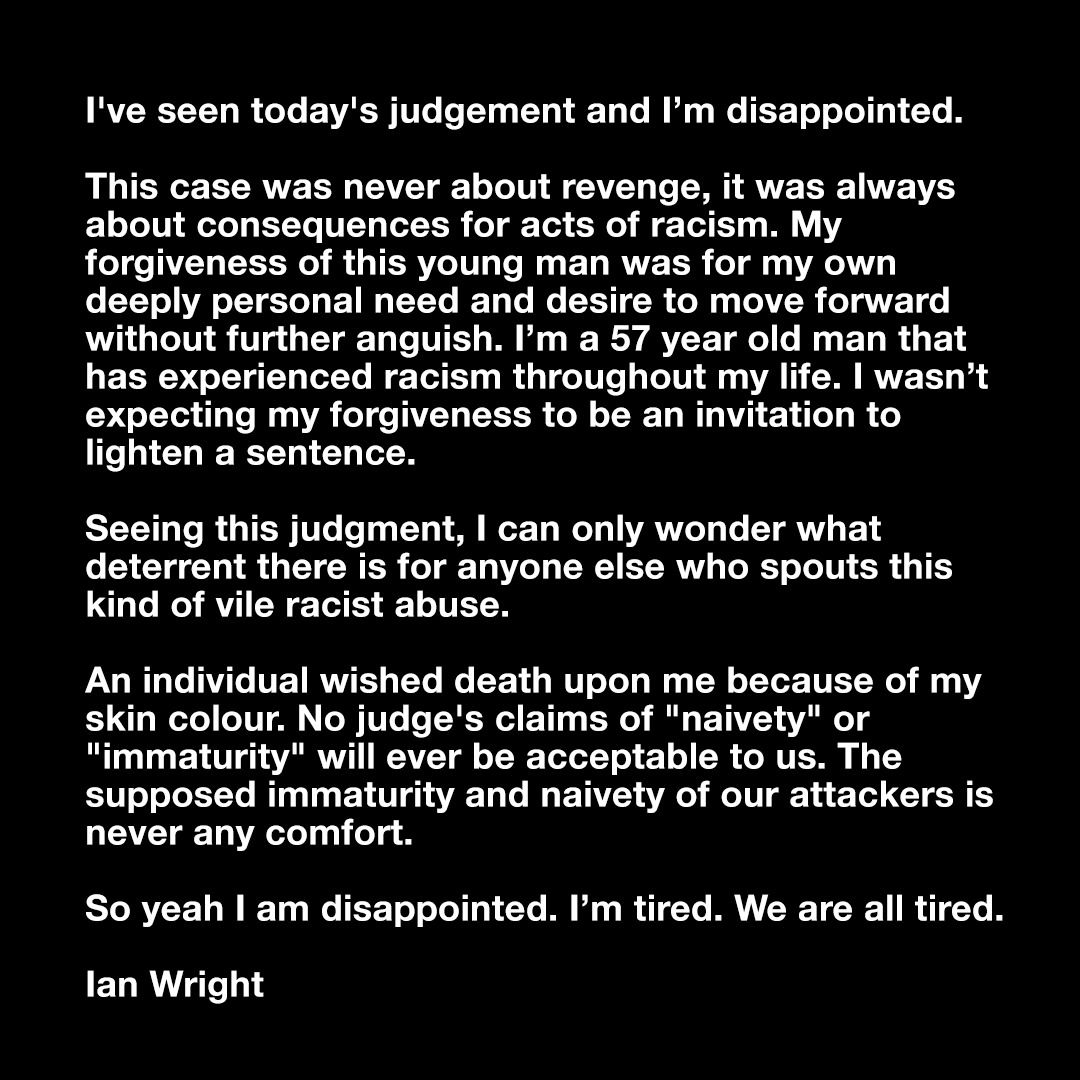 I've seen today's judgement and I’m disappointed.
This case was never about revenge, it was always
about consequences for acts of racism. My
forgiveness of this young man was for my own
deeply personal need and desire to move forward
without further anguish. I’m a 57 year old man that
has experienced racism throughout my life. I wasn’t
expecting my forgiveness to be an invitation to
lighten a sentence.
Seeing this judgment, I can only wonder what
deterrent there is for anyone else who spouts this
kind of vile racist abuse.
An individual wished death upon me because of my
skin colour. No judge's claims of "naivety" or
"immaturity" will ever be acceptable to us. The
supposed immaturity and naivety of our attackers is
never any comfort.
So yeah I am disappointed. I’m tired. We are all tired.
Ian Wright